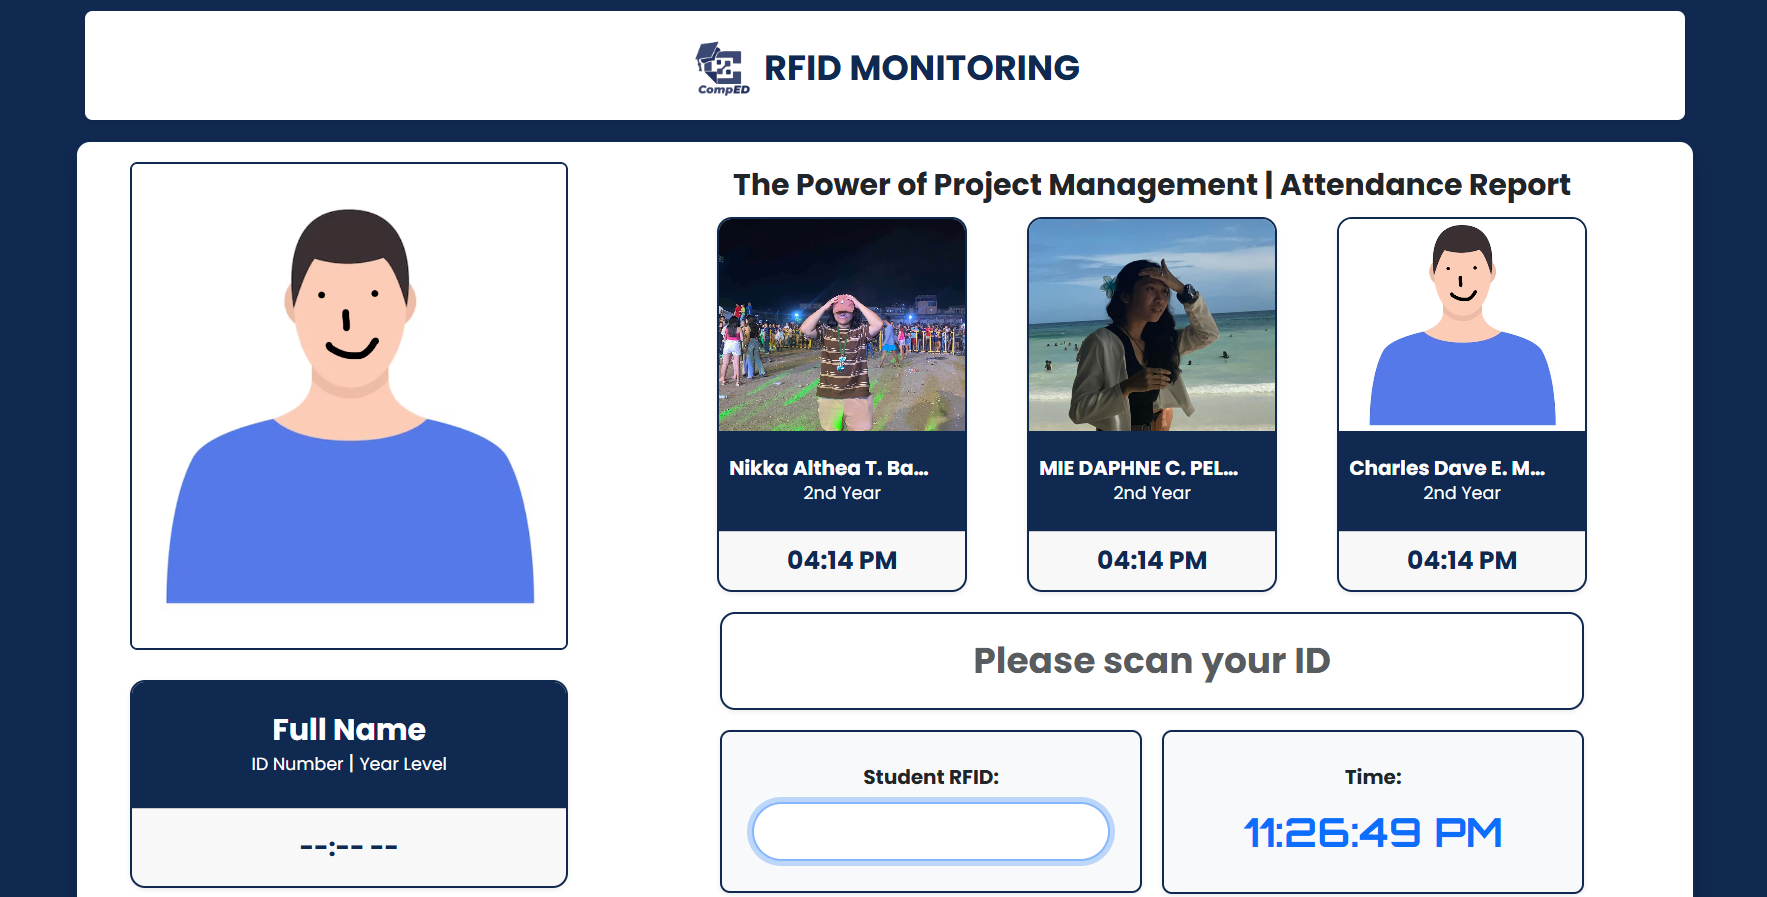 CompED
RFID MONITORING
The Power of Project Management | Attendance Report
Nikka Althea T. Ba...
2nd Year
04:14 PM
MIE DAPHNE C. PEL...
2nd Year
04:14 PM
Charles Dave E. M...
2nd Year
04:14 PM
Please scan your ID
Full Name
ID Number | Year Level
--:-- --
Student RFID:
Time:
11:26:49 PM